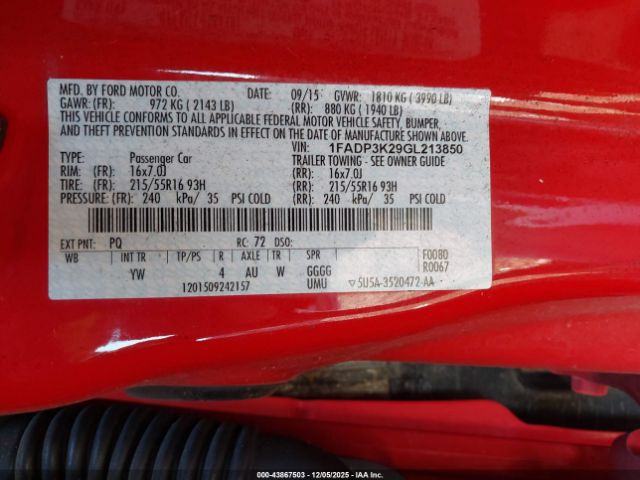 MFD. BY FORD MOTOR CO. DATE: 09/15 GVWR: 1810 KG ( 3990 LB)
GAWR: (FR): 972 KG ( 2143 LB) (RR): 880 KG ( 1940 LB)
THIS VEHICLE CONFORMS TO ALL APPLICABLE FEDERAL MOTOR VEHICLE SAFETY, BUMPER,
AND THEFT PREVENTION STANDARDS IN EFFECT ON THE DATE OF MANUFACTURE SHOWN ABOVE.
VIN: 1FADP3K29GL213850
TYPE: Passenger Car TRAILER TOWING - SEE OWNER GUIDE
RIM: (FR): 16x7.0J (RR): 16x7.0J
TIRE: (FR): 215/55R16 93H (RR): 215/55R16 93H
PRESSURE: (FR): 240 kPa/ 35 PSI COLD (RR): 240 kPa/ 35 PSI COLD
EXT PNT: PQ RC: 72 DSO:
WB INT TR TP/PS R AXLE TR SPR F0080
YW 4 AU W GGGG R0067
UMU ▽5U5A-3520472-AA
1201509242157
000-43867503 - 12/05/2025 - COPYRIGHT IAA, LLC.